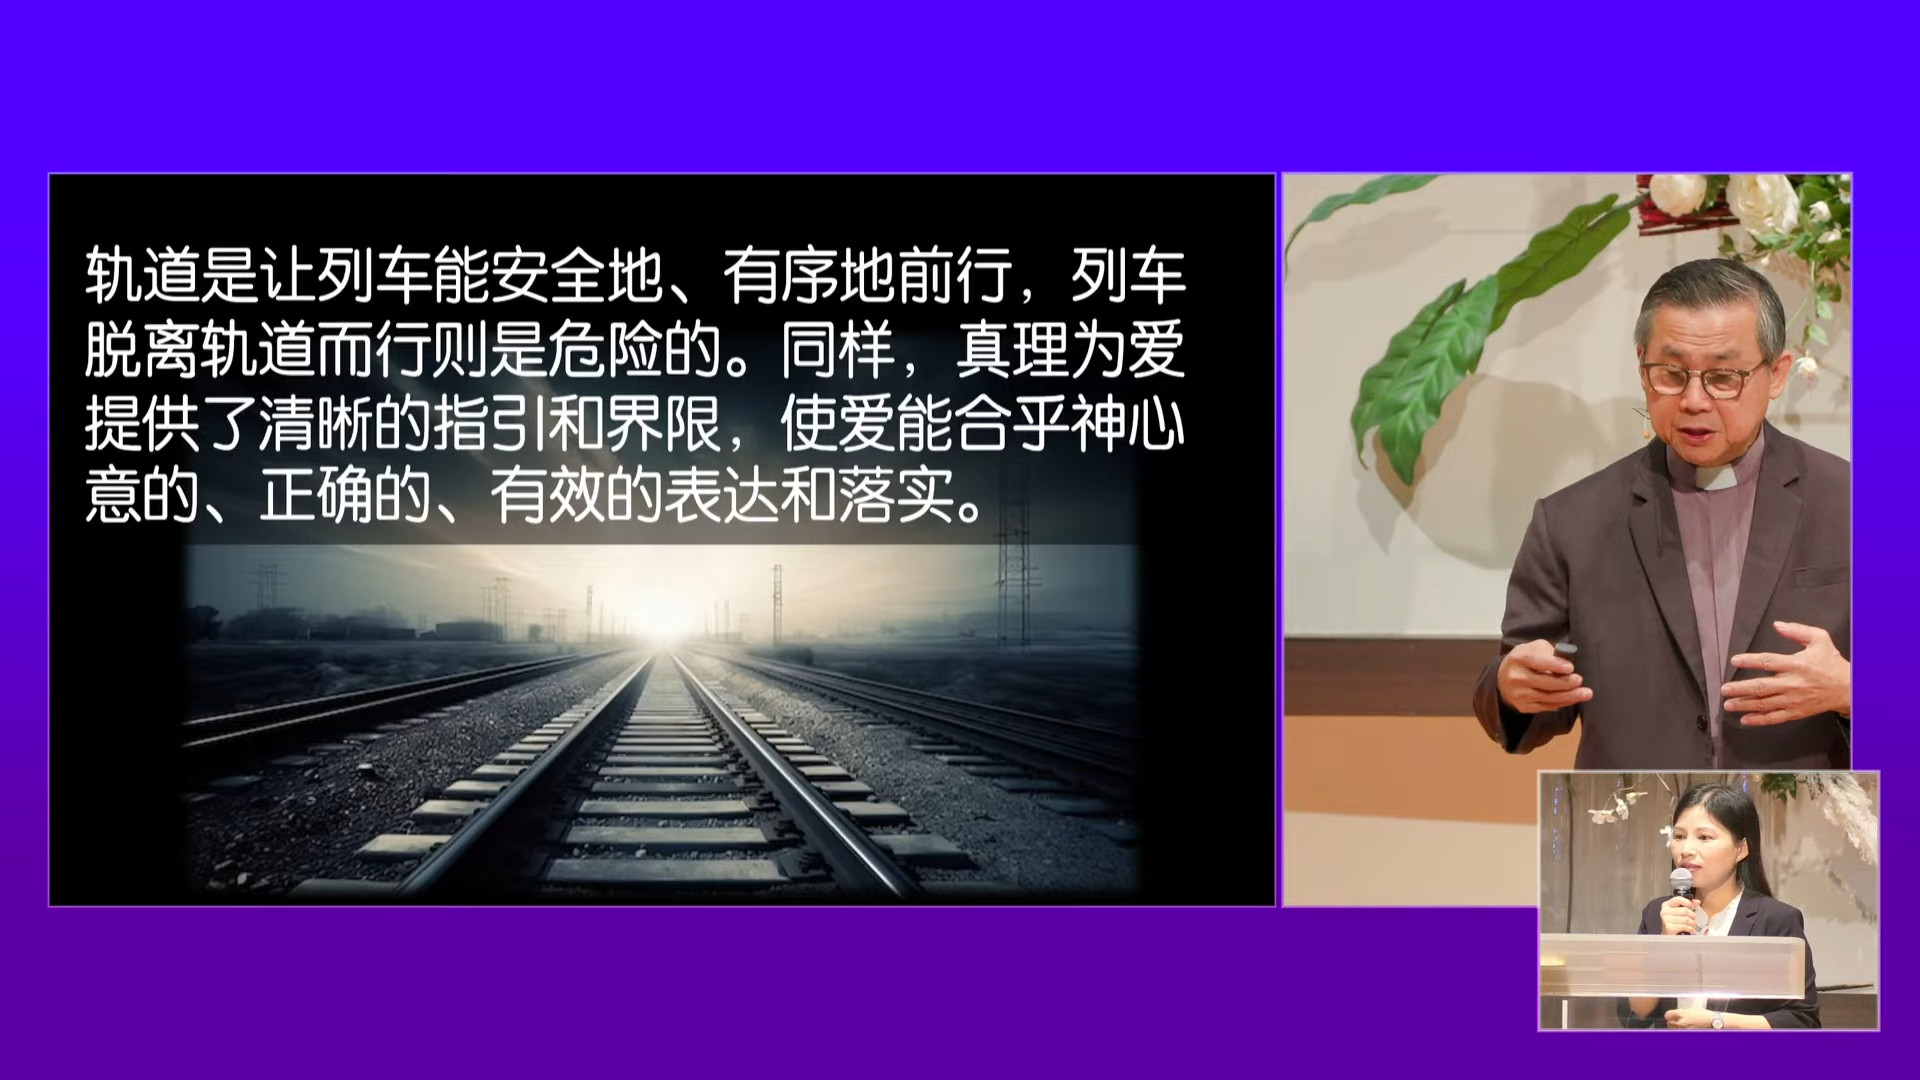 轨道是让列车能安全地、有序地前行，列车
脱离轨道而行则是危险的。同样，真理为爱
提供了清晰的指引和界限，使爱能合乎神心
意的、正确的、有效的表达和落实。